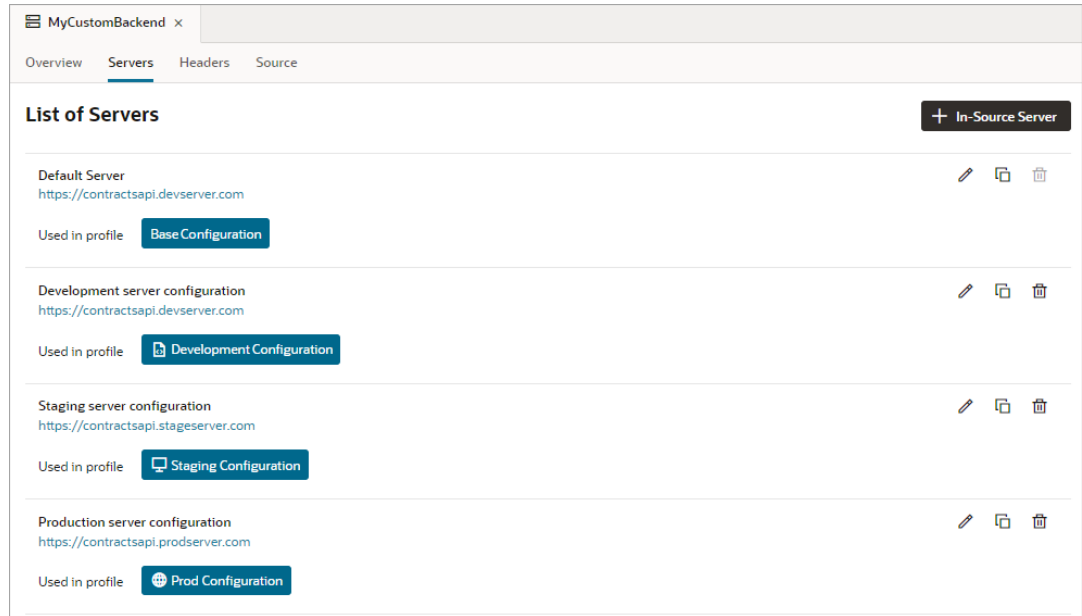 MyCustomBackend ×
Overview Servers Headers Source
List of Servers
+ In-Source Server
Default Server
https://contractsapi.devserver.com
Used in profile Base Configuration
Development server configuration
https://contractsapi.devserver.com
Used in profile Development Configuration
Staging server configuration
https://contractsapi.stageserver.com
Used in profile Staging Configuration
Production server configuration
https://contractsapi.prodserver.com
Used in profile Prod Configuration